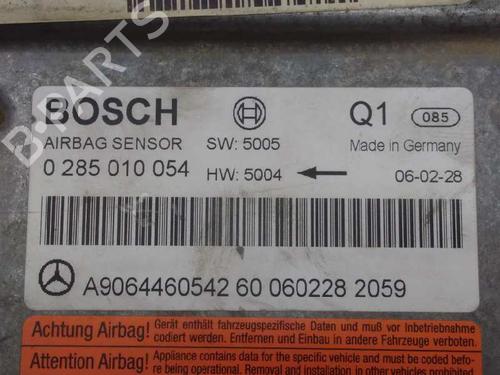 B-PARTS
BOSCH Q1 085
AIRBAG SENSOR SW: 5005 Made in Germany
0 285 010 054 HW: 5004 06-02-28
A9064460542 60 060228 2059
Achtung Airbag! Gerät enthält fahrzeugspezifische Daten und muß vor Inbetriebnahme
codiert werden. Entfernen und Einbau in andere Fahrzeuge verboten.
Attention Airbag! Appliance contains data for the specific vehicle and must be coded befo-
re being operational. Removal and installation in other vehicles prohibited